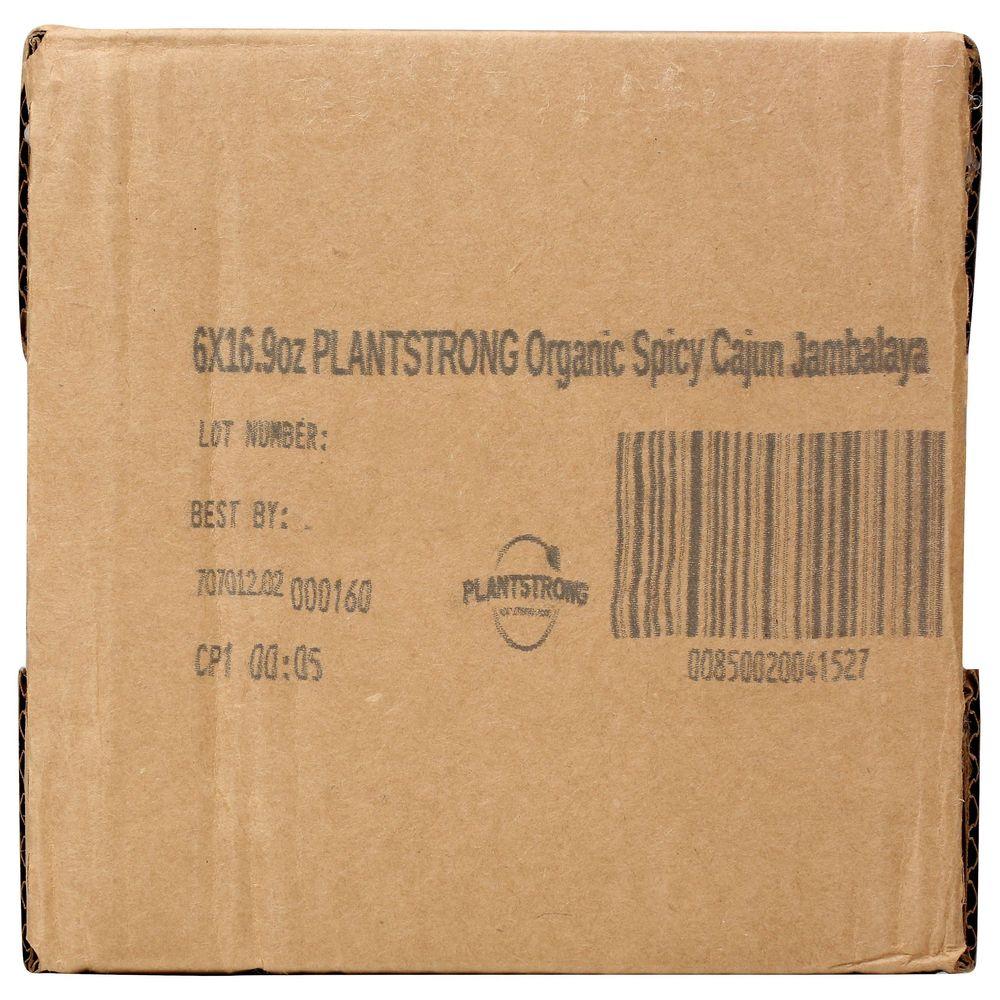 6X16.9oz PLANTSTRONG Organic Spicy Cajun Jambalaya
LOT NUMBER:
BEST BY:
707012.02 000160
CP1 00:05
PLANTSTRONG
00850020041527